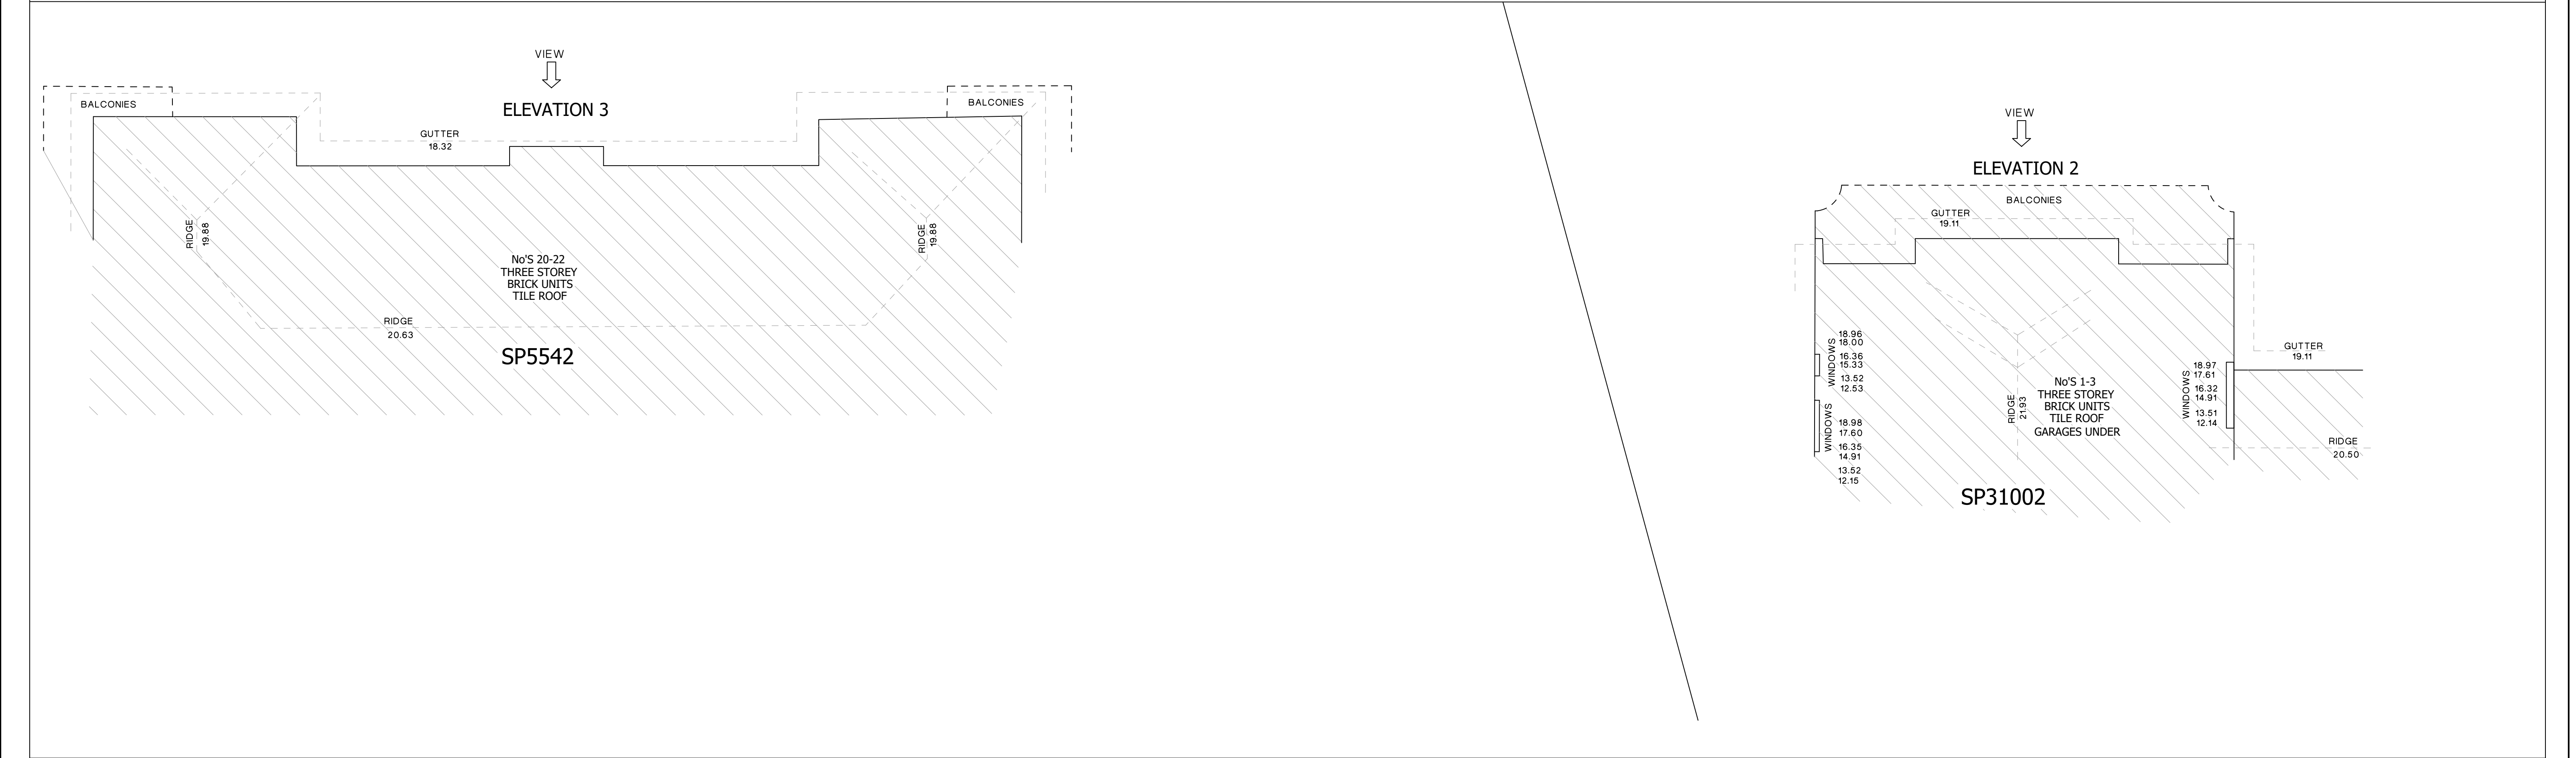 VIEW
ELEVATION 3
BALCONIES
BALCONIES
GUTTER
18.32
RIDGE
19.88
RIDGE
19.88
No'S 20-22
THREE STOREY
BRICK UNITS
TILE ROOF
RIDGE
20.63
SP5542
VIEW
ELEVATION 2
BALCONIES
GUTTER
19.11
WINDOWS
18.96
18.00
16.36
15.33
13.52
12.53
WINDOWS
18.98
17.60
16.35
14.91
13.52
12.15
RIDGE
21.93
No'S 1-3
THREE STOREY
BRICK UNITS
TILE ROOF
GARAGES UNDER
WINDOWS
18.97
17.61
16.32
14.91
13.51
12.14
GUTTER
19.11
RIDGE
20.50
SP31002